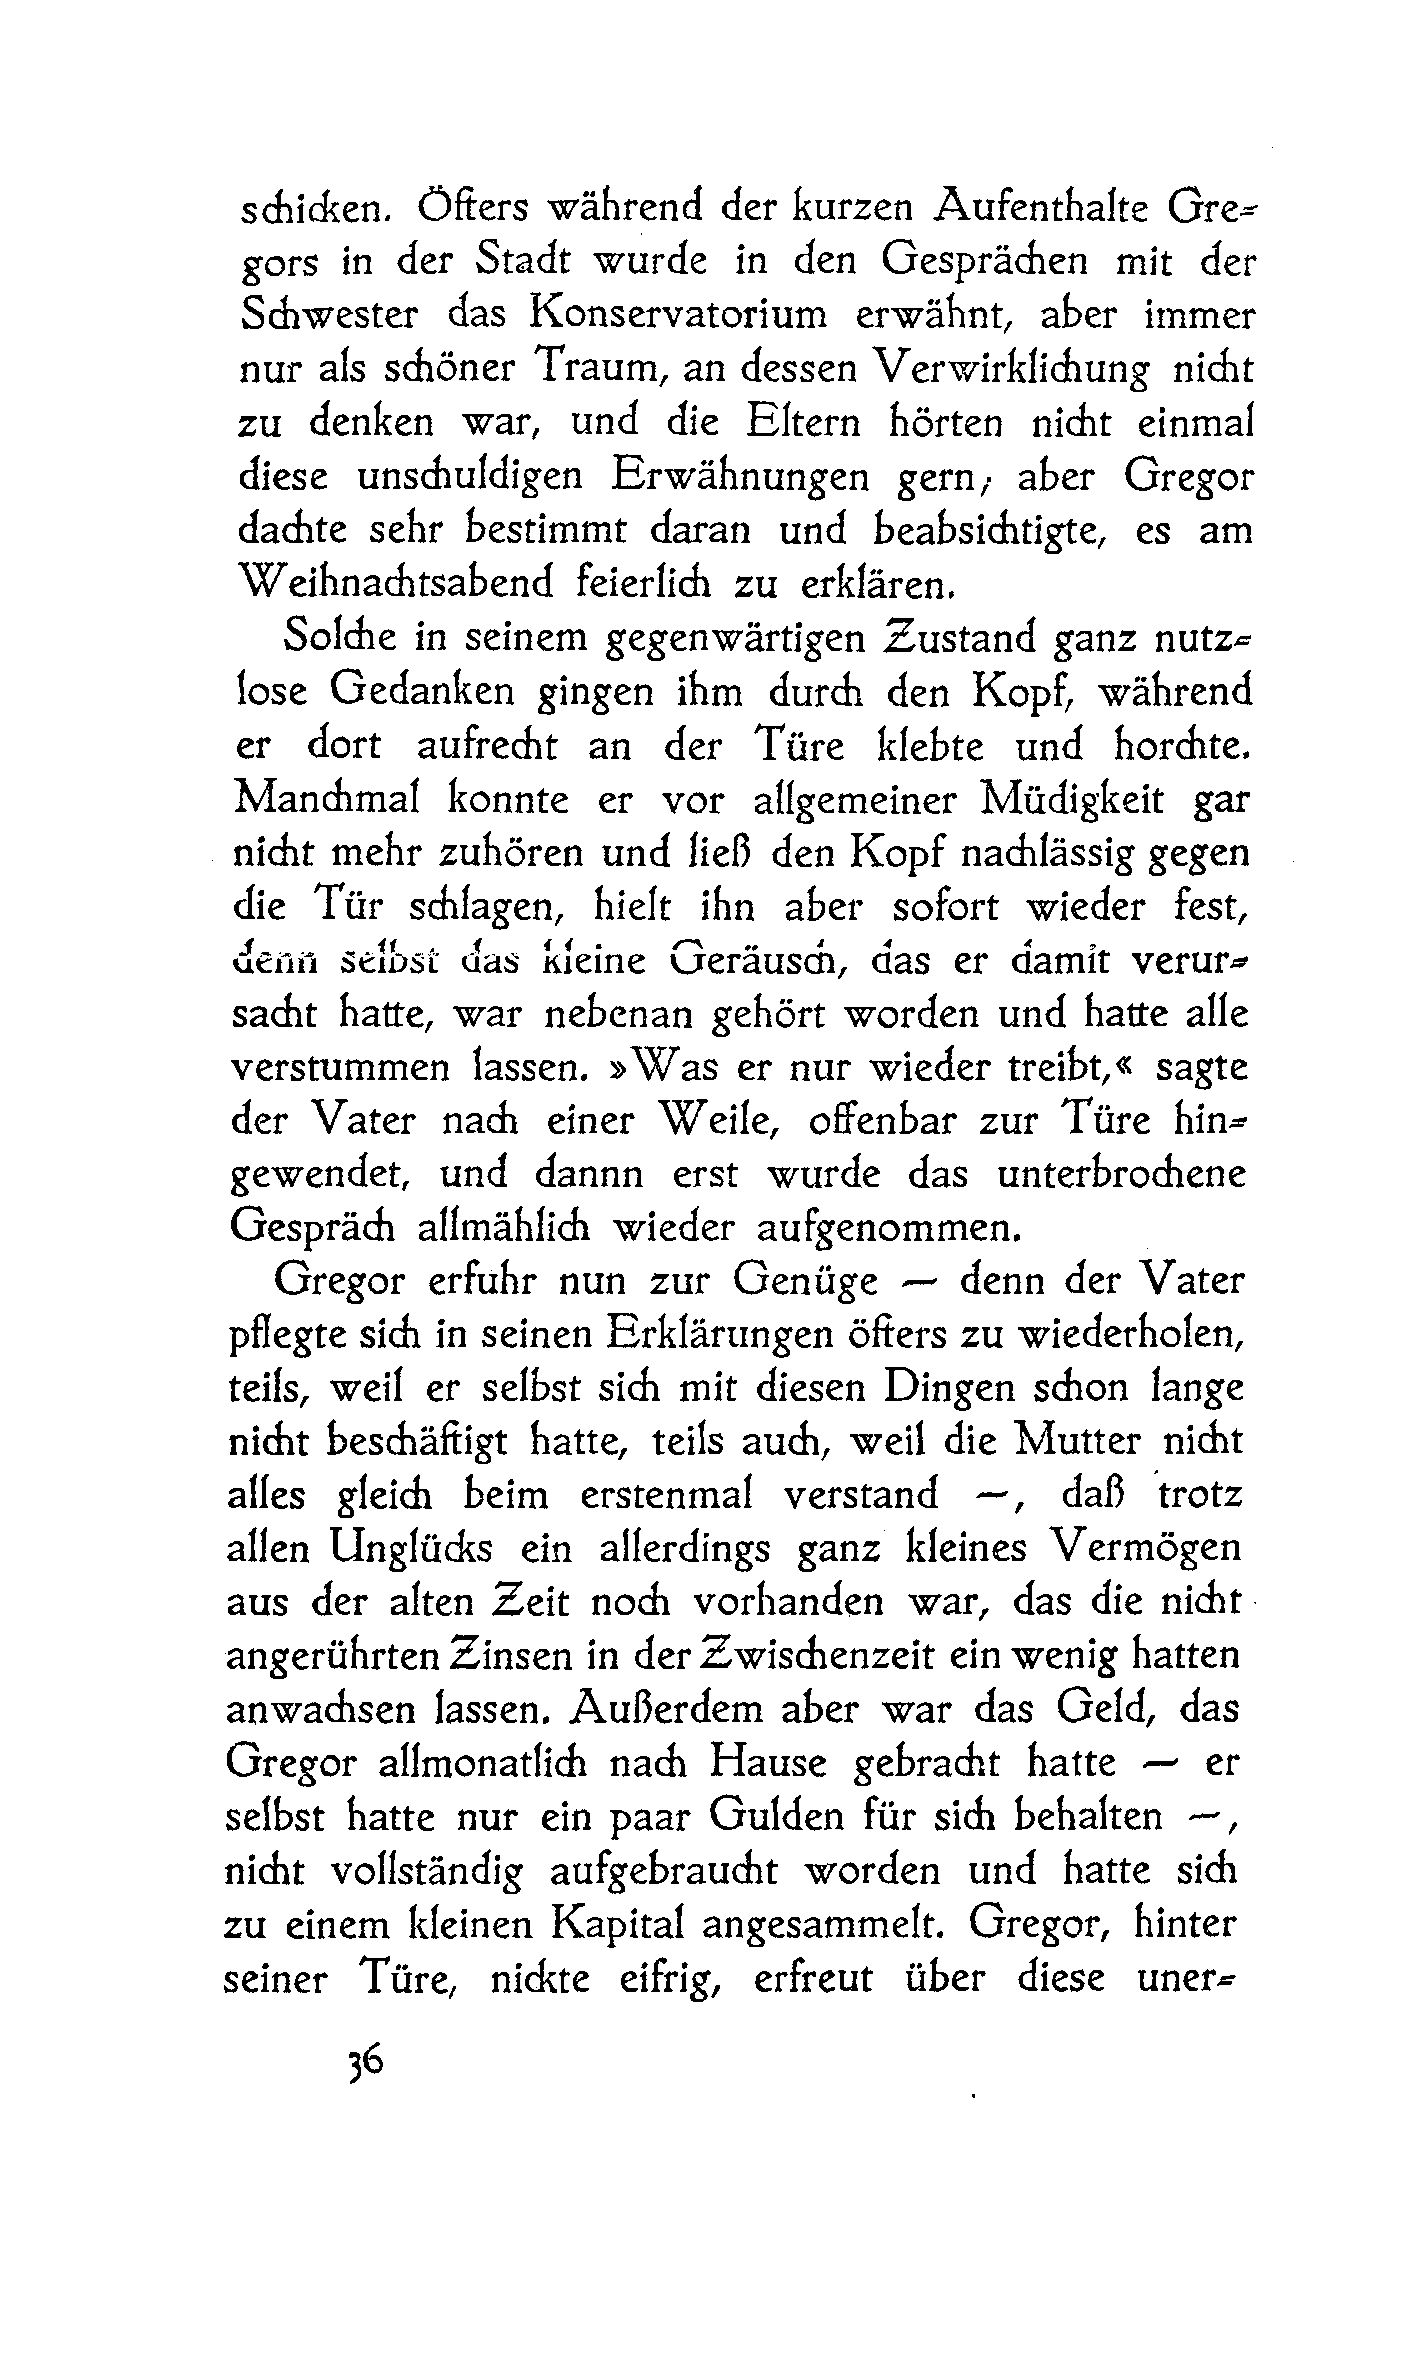 schicken. Öfters während der kurzen Aufenthalte Gre-
gors in der Stadt wurde in den Gesprächen mit der
Schwester das Konservatorium erwähnt, aber immer
nur als schöner Traum, an dessen Verwirklichung nicht
zu denken war, und die Eltern hörten nicht einmal
diese unschuldigen Erwähnungen gern; aber Gregor
dachte sehr bestimmt daran und beabsichtigte, es am
Weihnachtsabend feierlich zu erklären.
Solche in seinem gegenwärtigen Zustand ganz nutz-
lose Gedanken gingen ihm durch den Kopf, während
er dort aufrecht an der Türe klebte und horchte.
Manchmal konnte er vor allgemeiner Müdigkeit gar
nicht mehr zuhören und ließ den Kopf nachlässig gegen
die Tür schlagen, hielt ihn aber sofort wieder fest,
denn selbst das kleine Geräusch, das er damit verur-
sacht hatte, war nebenan gehört worden und hatte alle
verstummen lassen. »Was er nur wieder treibt,« sagte
der Vater nach einer Weile, offenbar zur Türe hin-
gewendet, und dannn erst wurde das unterbrochene
Gespräch allmählich wieder aufgenommen.
Gregor erfuhr nun zur Genüge — denn der Vater
pflegte sich in seinen Erklärungen öfters zu wiederholen,
teils, weil er selbst sich mit diesen Dingen schon lange
nicht beschäftigt hatte, teils auch, weil die Mutter nicht
alles gleich beim erstenmal verstand —, daß trotz
allen Unglücks ein allerdings ganz kleines Vermögen
aus der alten Zeit noch vorhanden war, das die nicht
angerührten Zinsen in der Zwischenzeit ein wenig hatten
anwachsen lassen. Außerdem aber war das Geld, das
Gregor allmonatlich nach Hause gebracht hatte — er
selbst hatte nur ein paar Gulden für sich behalten —,
nicht vollständig aufgebraucht worden und hatte sich
zu einem kleinen Kapital angesammelt. Gregor, hinter
seiner Türe, nickte eifrig, erfreut über diese uner-
36